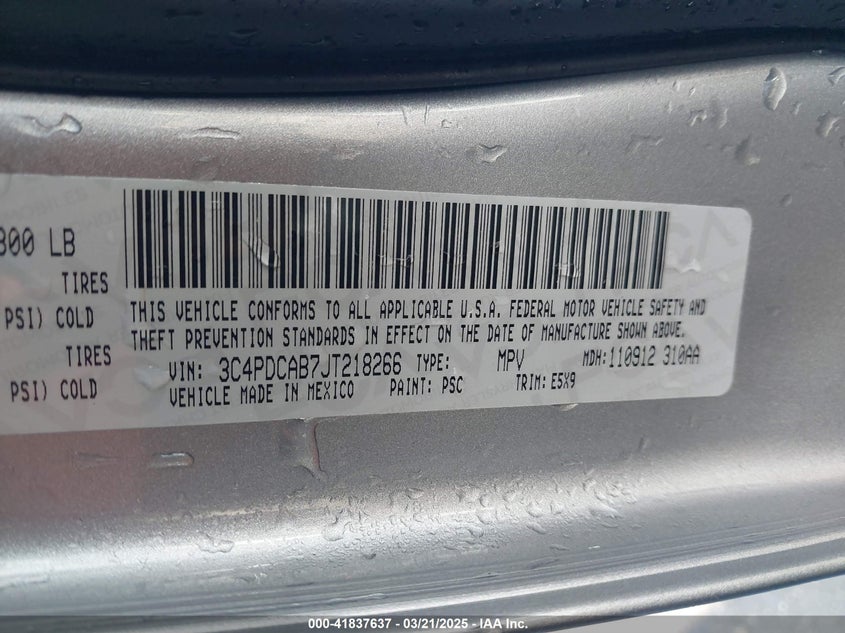 300 LB
TIRES
PSI) COLD
TIRES
PSI) COLD
THIS VEHICLE CONFORMS TO ALL APPLICABLE U.S.A. FEDERAL MOTOR VEHICLE SAFETY AND
THEFT PREVENTION STANDARDS IN EFFECT ON THE DATE OF MANUFACTURE SHOWN ABOVE.
VIN: 3C4PDCAB7JT218266 TYPE: MPV MDH: 110912 310AA
VEHICLE MADE IN MEXICO PAINT: PSC TRIM: E5X9
000-41837637 - 03/21/2025 - IAA Inc.